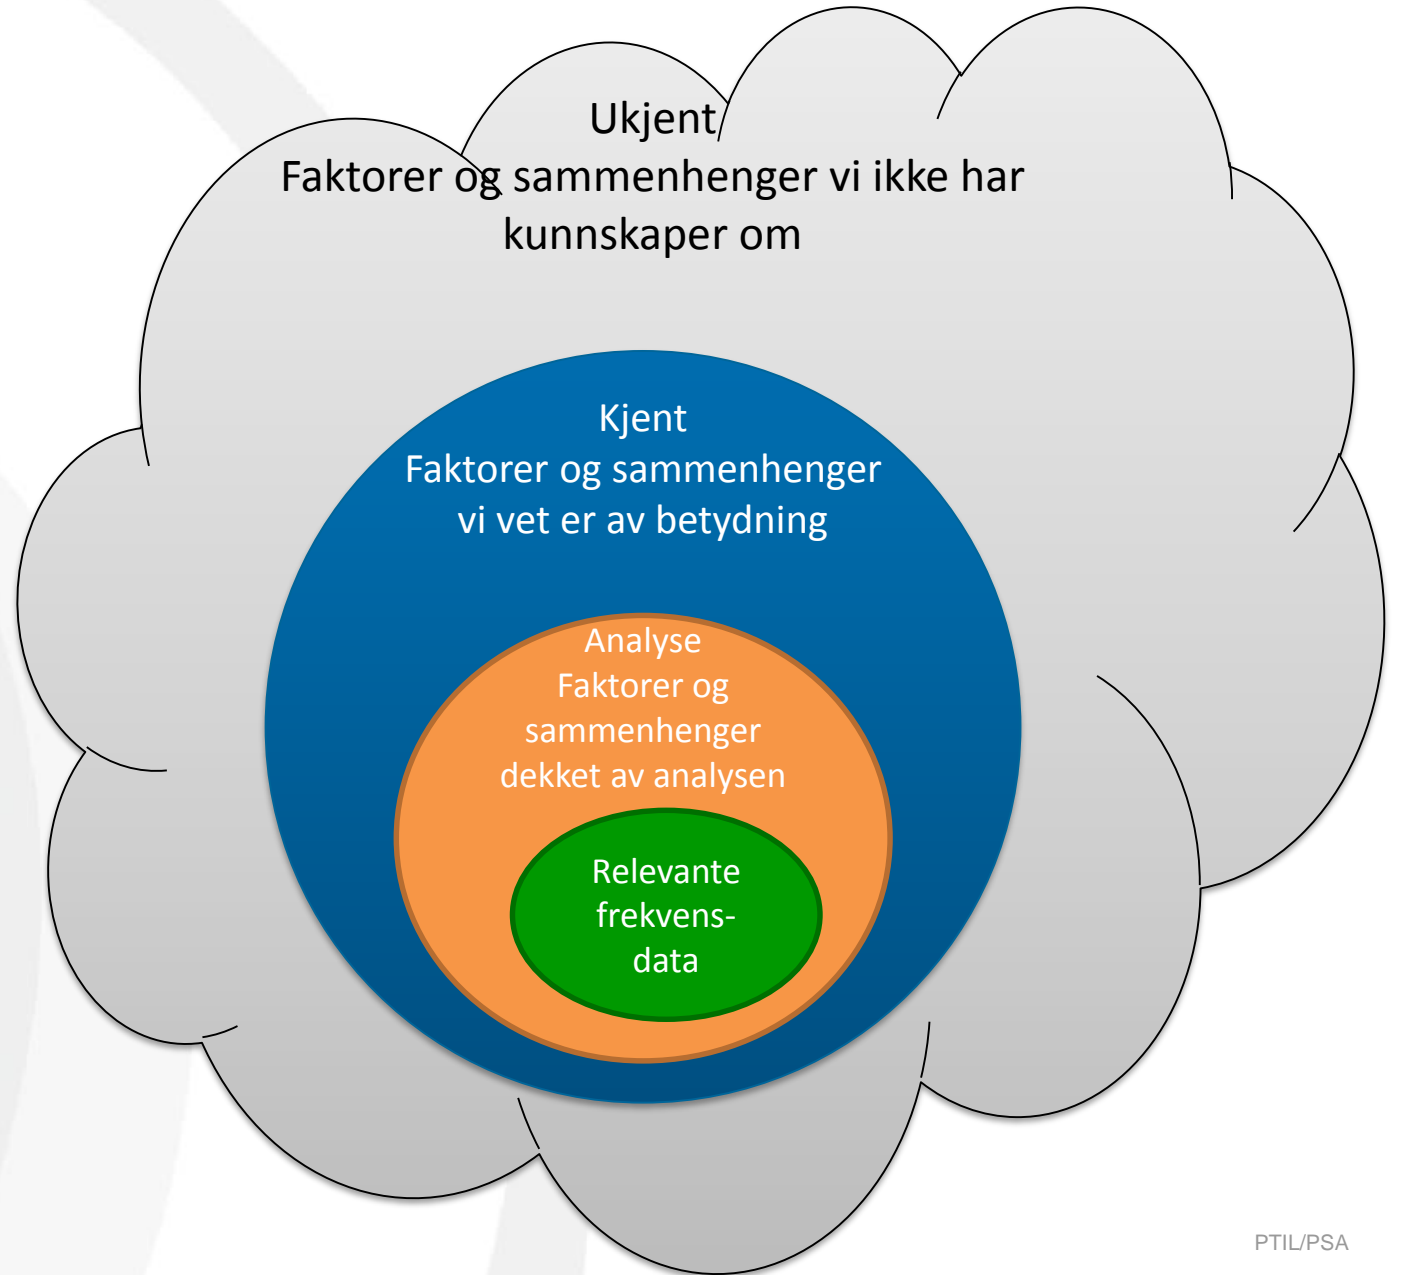 Ukjent
Faktorer og sammenhenger vi ikke har
kunnskaper om
Kjent
Faktorer og sammenhenger
vi vet er av betydning
Analyse
Faktorer og
sammenhenger
dekket av analysen
Relevante
frekvens-
data
PTIL/PSA